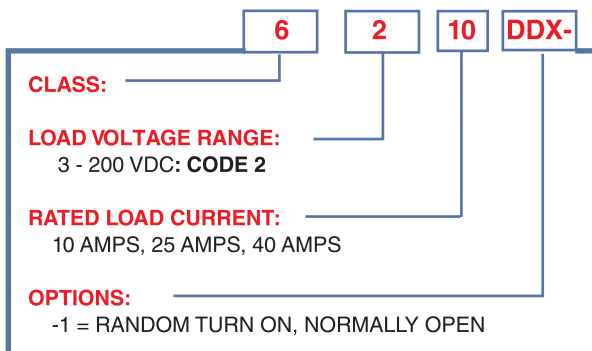 6 2 10 DDX-
CLASS:
LOAD VOLTAGE RANGE:
3 - 200 VDC: CODE 2
RATED LOAD CURRENT:
10 AMPS, 25 AMPS, 40 AMPS
OPTIONS:
-1 = RANDOM TURN ON, NORMALLY OPEN